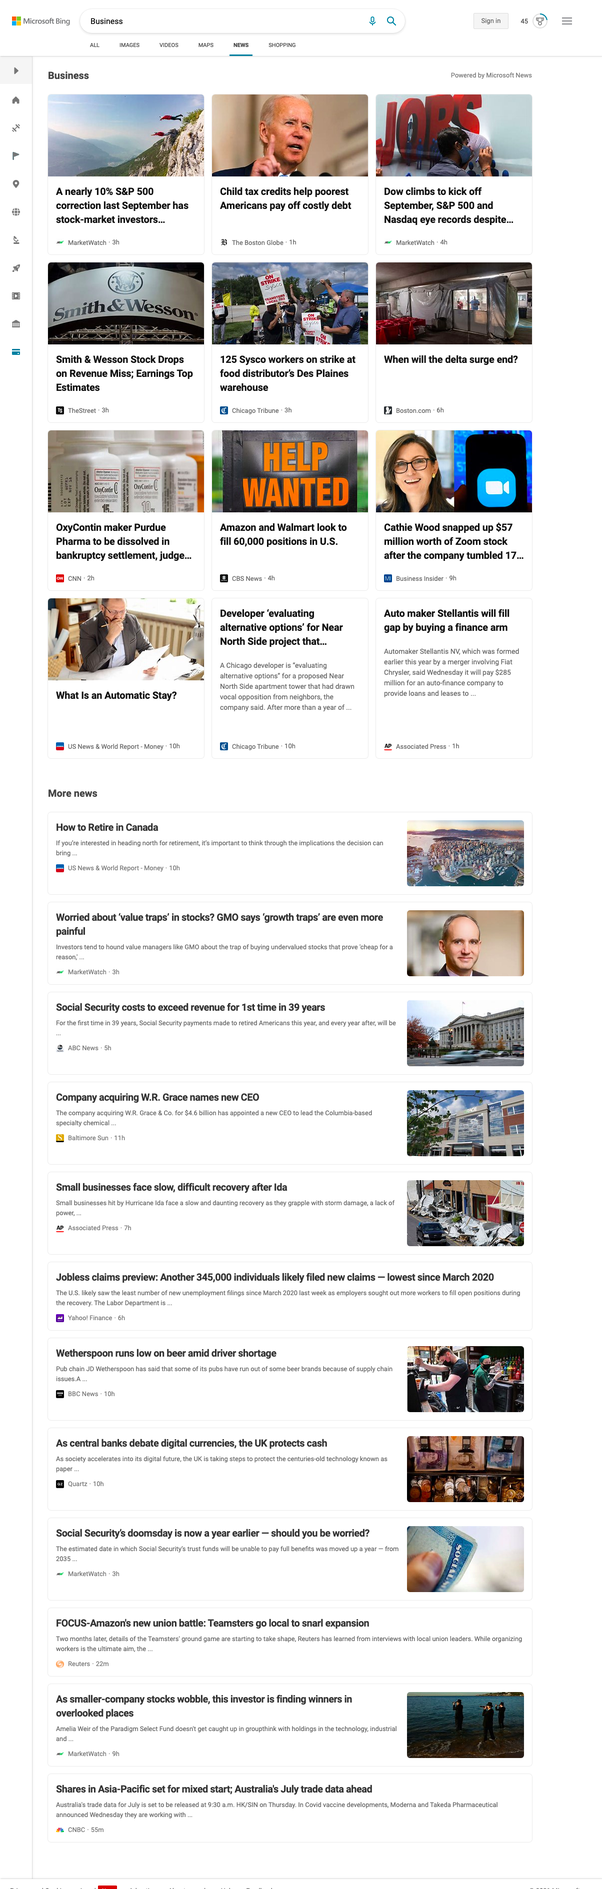 Microsoft Bing
Business
Sign in
45
ALL IMAGES VIDEOS MAPS NEWS SHOPPING
Business
Powered by Microsoft News
JOBS
A nearly 10% S&P 500
correction last September has
stock-market investors...
MarketWatch · 3h
Child tax credits help poorest
Americans pay off costly debt
The Boston Globe · 1h
Dow climbs to kick off
September, S&P 500 and
Nasdaq eye records despite...
MarketWatch · 4h
Smith & Wesson
ON STRIKE
Smith & Wesson Stock Drops
on Revenue Miss; Earnings Top
Estimates
TheStreet · 3h
125 Sysco workers on strike at
food distributor's Des Plaines
warehouse
Chicago Tribune · 3h
When will the delta surge end?
Boston.com · 6h
OxyContin
HELP
WANTED
OxyContin maker Purdue
Pharma to be dissolved in
bankruptcy settlement, judge...
CNN · 2h
Amazon and Walmart look to
fill 60,000 positions in U.S.
CBS News · 4h
Cathie Wood snapped up $57
million worth of Zoom stock
after the company tumbled 17...
Business Insider · 9h
What Is an Automatic Stay?
US News & World Report - Money · 10h
Developer ‘evaluating
alternative options’ for Near
North Side project that...
A Chicago developer is “evaluating
alternative options” for a proposed Near
North Side apartment tower that had drawn
vocal opposition from neighbors, the
company said. After more than a year of ...
Chicago Tribune · 10h
Auto maker Stellantis will fill
gap by buying a finance arm
Automaker Stellantis NV, which was formed
earlier this year by a merger involving Fiat
Chrysler, said Wednesday it will pay $285
million for an auto-finance company to
provide loans and leases to ...
Associated Press · 1h
More news
How to Retire in Canada
If you're interested in heading north for retirement, it's important to think through the implications the decision can
bring ...
US News & World Report - Money · 10h
Worried about ‘value traps’ in stocks? GMO says ‘growth traps’ are even more
painful
Investors tend to hound value managers like GMO about the trap of buying undervalued stocks that prove ‘cheap for a
reason,’ ...
MarketWatch · 3h
Social Security costs to exceed revenue for 1st time in 39 years
For the first time in 39 years, Social Security payments made to retired Americans this year, and every year after, will be
...
ABC News · 5h
Company acquiring W.R. Grace names new CEO
The company acquiring W.R. Grace & Co. for $4.6 billion has appointed a new CEO to lead the Columbia-based
specialty chemical ...
Baltimore Sun · 11h
Small businesses face slow, difficult recovery after Ida
Small businesses hit by Hurricane Ida face a slow and daunting recovery as they grapple with storm damage, a lack of
power, ...
Associated Press · 7h
Jobless claims preview: Another 345,000 individuals likely filed new claims — lowest since March 2020
The U.S. likely saw the least number of new unemployment filings since March 2020 last week as employers sought out more workers to fill open positions during
the recovery. The Labor Department is ...
Yahoo! Finance · 6h
Wetherspoon runs low on beer amid driver shortage
Pub chain JD Wetherspoon has said that some of its pubs have run out of some beer brands because of supply chain
issues.A ...
BBC News · 10h
As central banks debate digital currencies, the UK protects cash
As society accelerates into its digital future, the UK is taking steps to protect the centuries-old technology known as
paper ...
Quartz · 10h
Social Security's doomsday is now a year earlier — should you be worried?
The estimated date in which Social Security's trust funds will be unable to pay full benefits was moved up a year — from
2035 ...
MarketWatch · 3h
FOCUS-Amazon's new union battle: Teamsters go local to snarl expansion
Two months later, details of the Teamsters' ground game are starting to take shape, Reuters has learned from interviews with local union leaders. While organizing
workers is the ultimate aim, the ...
Reuters · 22m
As smaller-company stocks wobble, this investor is finding winners in
overlooked places
Amelia Weir of the Paradigm Select Fund doesn't get caught up in groupthink with holdings in the technology, industrial
and ...
MarketWatch · 9h
Shares in Asia-Pacific set for mixed start; Australia's July trade data ahead
Australia's trade data for July is set to be released at 9:30 a.m. HK/SIN on Thursday. In Covid vaccine developments, Moderna and Takeda Pharmaceutical
announced Wednesday they are working with ...
CNBC · 55m